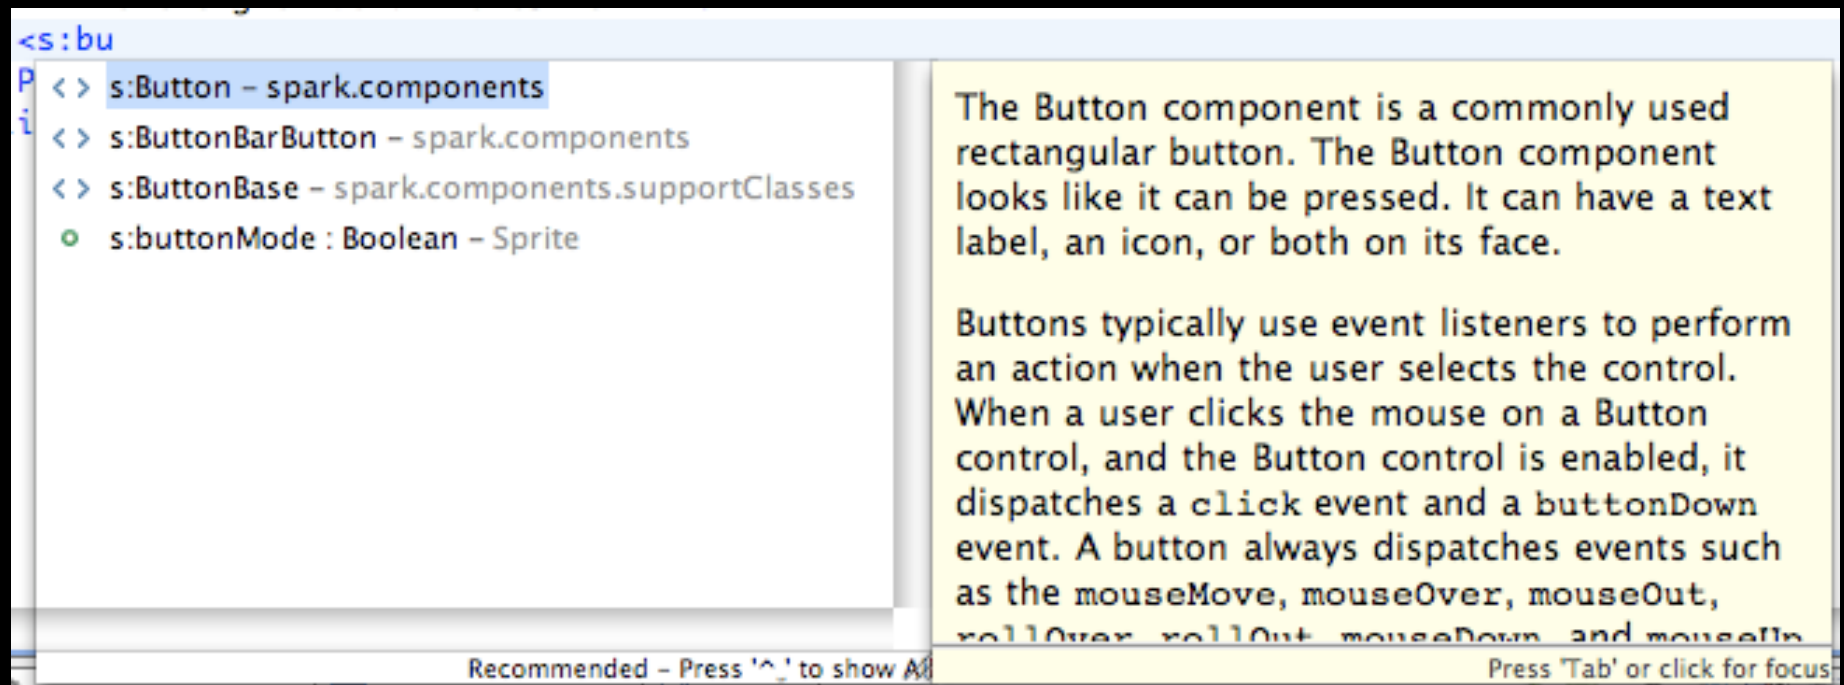 <s:bu
P
i
s:Button – spark.components
s:ButtonBarButton – spark.components
s:ButtonBase – spark.components.supportClasses
s:buttonMode : Boolean – Sprite
Recommended – Press '^_' to show
The Button component is a commonly used
rectangular button. The Button component
looks like it can be pressed. It can have a text
label, an icon, or both on its face.
Buttons typically use event listeners to perform
an action when the user selects the control.
When a user clicks the mouse on a Button
control, and the Button control is enabled, it
dispatches a click event and a buttonDown
event. A button always dispatches events such
as the mouseMove, mouseOver, mouseOut,
rollOver, rollOut, mouseDown, and mouseUp
Press 'Tab' or click for focus